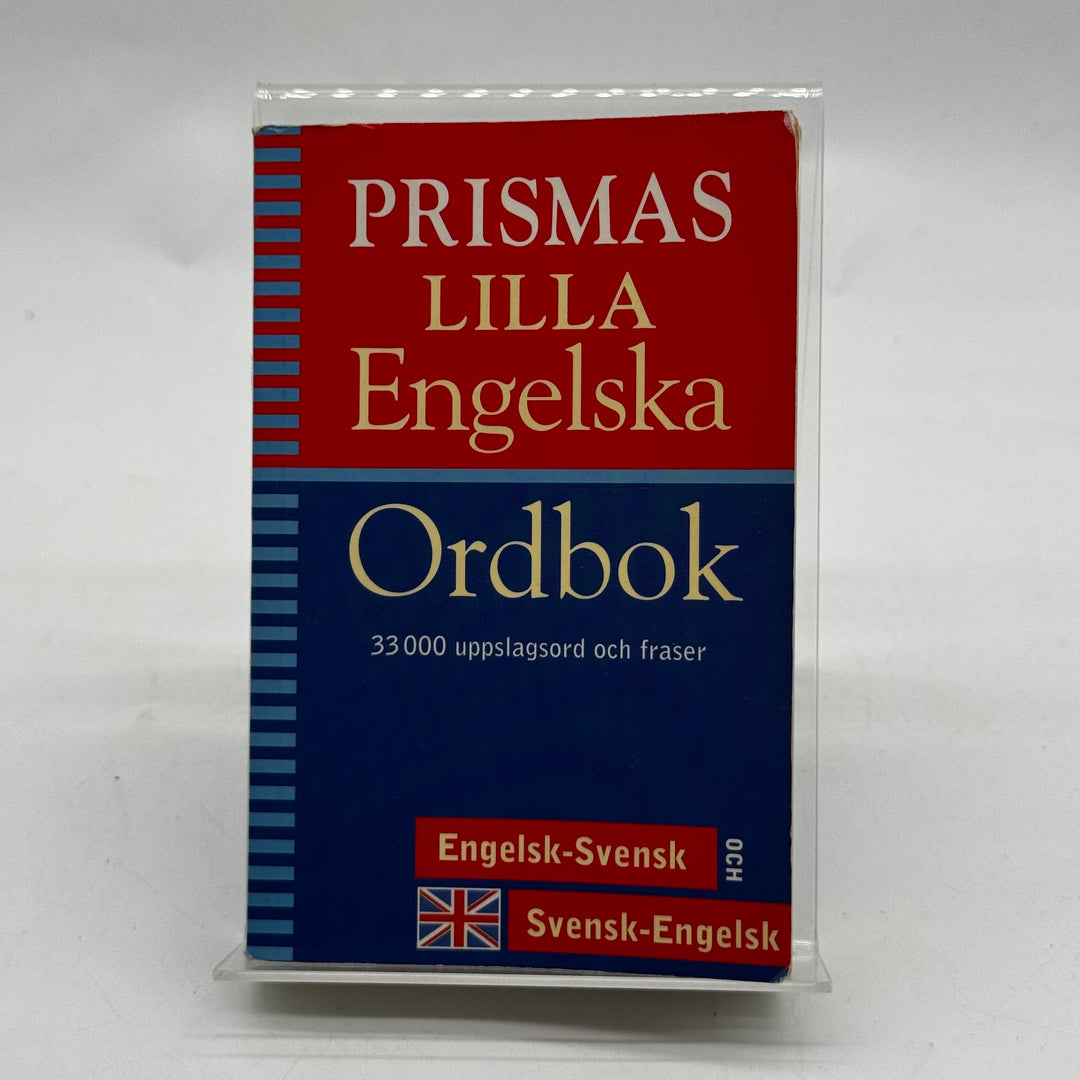 PRISMAS
LILLA
Engelska
Ordbok
33 000 uppslagsord och fraser
Engelsk-Svensk
OCH
Svensk-Engelsk